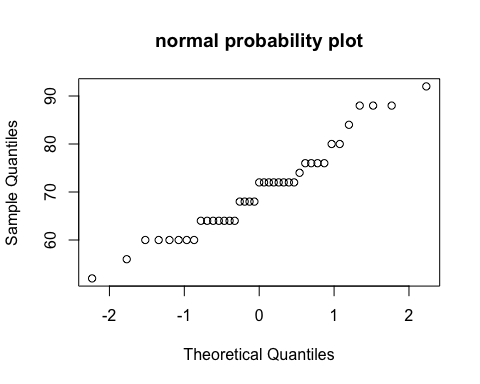 normal probability plot
Sample Quantiles
90
80
70
60
-2 -1 0 1 2
Theoretical Quantiles